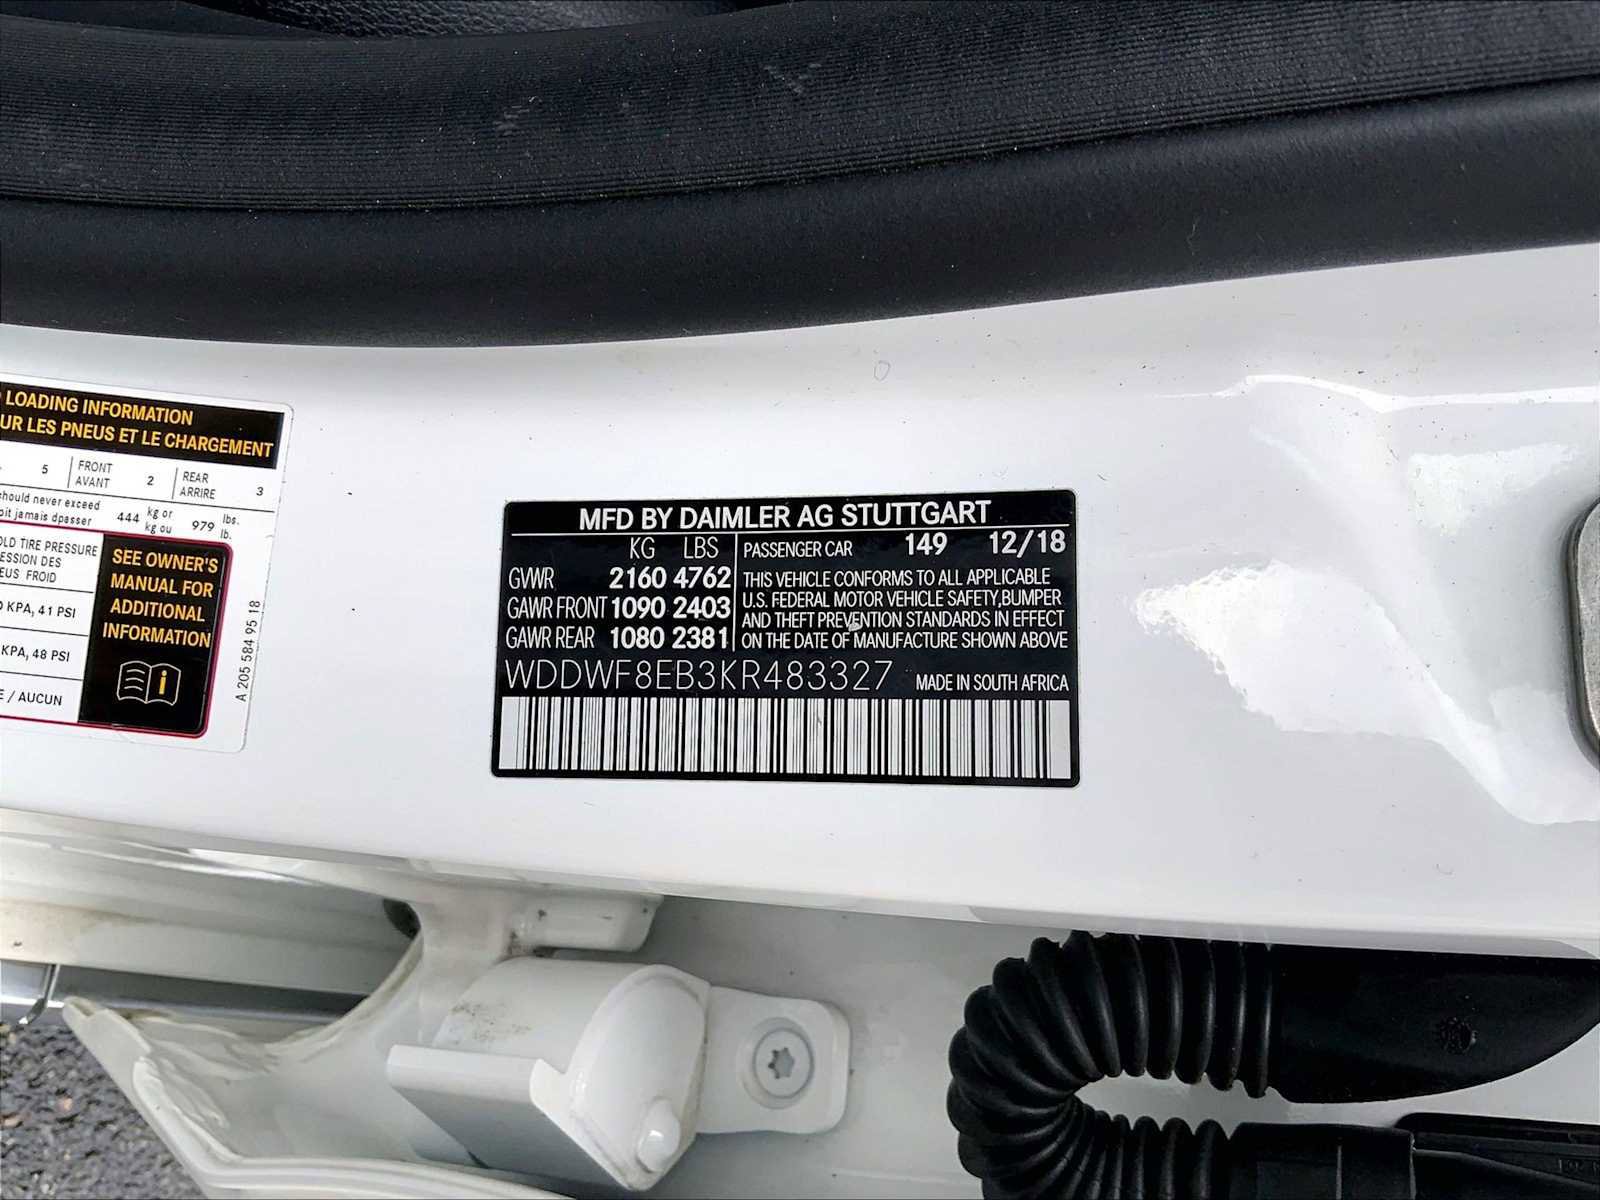 LOADING INFORMATION
UR LES PNEUS ET LE CHARGEMENT
5 FRONT AVANT 2 REAR ARRIRE 3
should never exceed
oit jamais dpasser 444 kg or kg ou 979 lbs. lb.
OLD TIRE PRESSURE
ESSION DES
EUS FROID
KPA, 41 PSI
KPA, 48 PSI
E / AUCUN
SEE OWNER'S
MANUAL FOR
ADDITIONAL
INFORMATION
i
A 205 584 95 18
MFD BY DAIMLER AG STUTTGART
KG LBS
GVWR 2160 4762
GAWR FRONT 1090 2403
GAWR REAR 1080 2381
PASSENGER CAR 149 12/18
THIS VEHICLE CONFORMS TO ALL APPLICABLE
U.S. FEDERAL MOTOR VEHICLE SAFETY,BUMPER
AND THEFT PREVENTION STANDARDS IN EFFECT
ON THE DATE OF MANUFACTURE SHOWN ABOVE
WDDWF8EB3KR483327 MADE IN SOUTH AFRICA